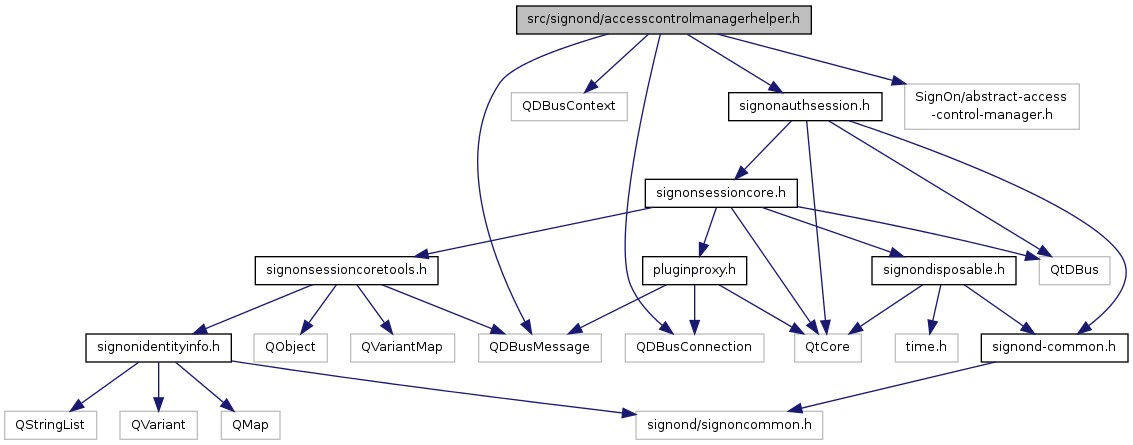 src/signond/accesscontrolmanagerhelper.h
QDBusContext
signonauthsession.h
SignOn/abstract-access
-control-manager.h
signonsessioncore.h
signonsessioncoretools.h
pluginproxy.h
signondisposable.h
QtDBus
signonidentityinfo.h
QObject
QVariantMap
QDBusMessage
QDBusConnection
QtCore
time.h
signond-common.h
QStringList
QVariant
QMap
signond/signoncommon.h